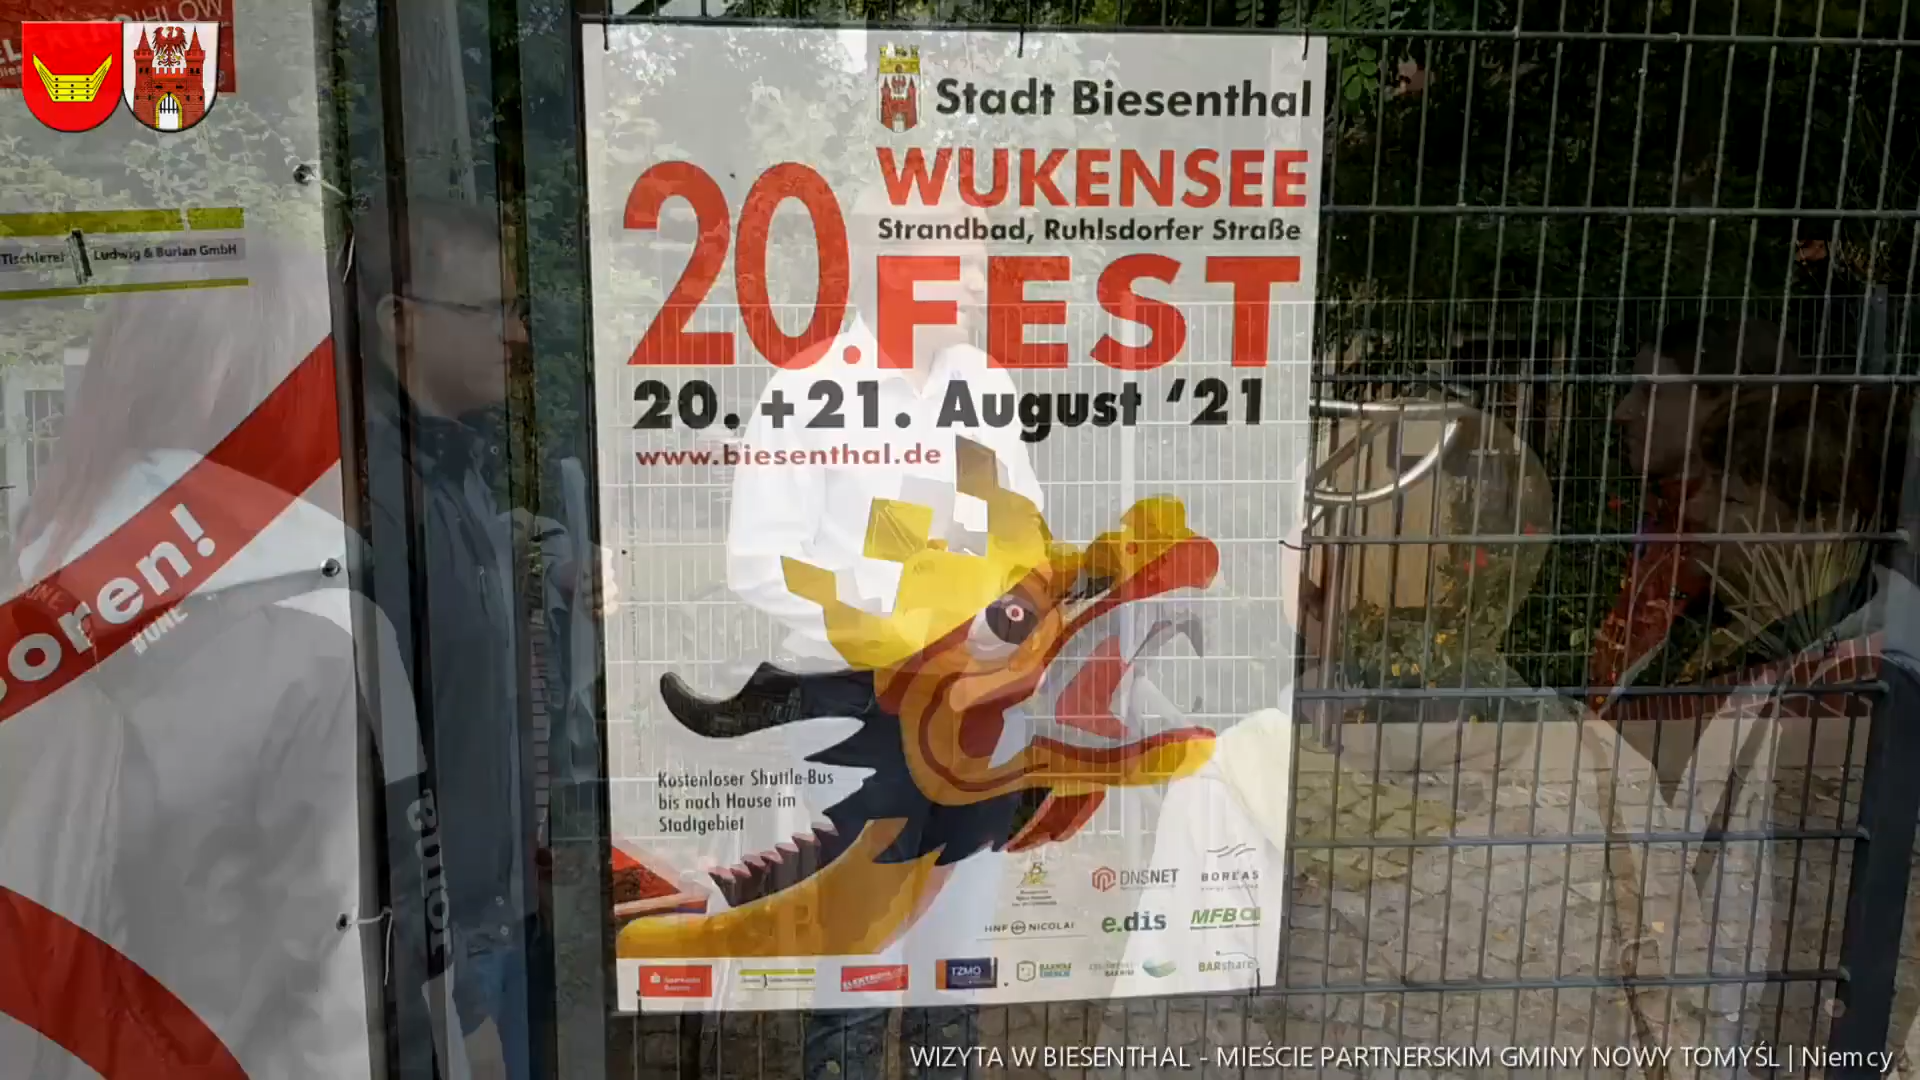 Tischlerei Ludwig & Burian GmbH
oren!
#ohne
Stadt Biesenthal
20. WUKENSEE
Strandbad, Ruhlsdorfer Straße
FEST
20. + 21. August '21
www.biesenthal.de
Kostenloser Shuttle-Bus
bis nach Hause im
Stadtgebiet
DNSNET
BOREAS
HNF NICOLAI
e.dis
MFB
TZMO
BARshare
WIZYTA W BIESENTHAL - MIEŚCIE PARTNERSKIM GMINY NOWY TOMYŚL | Niemcy